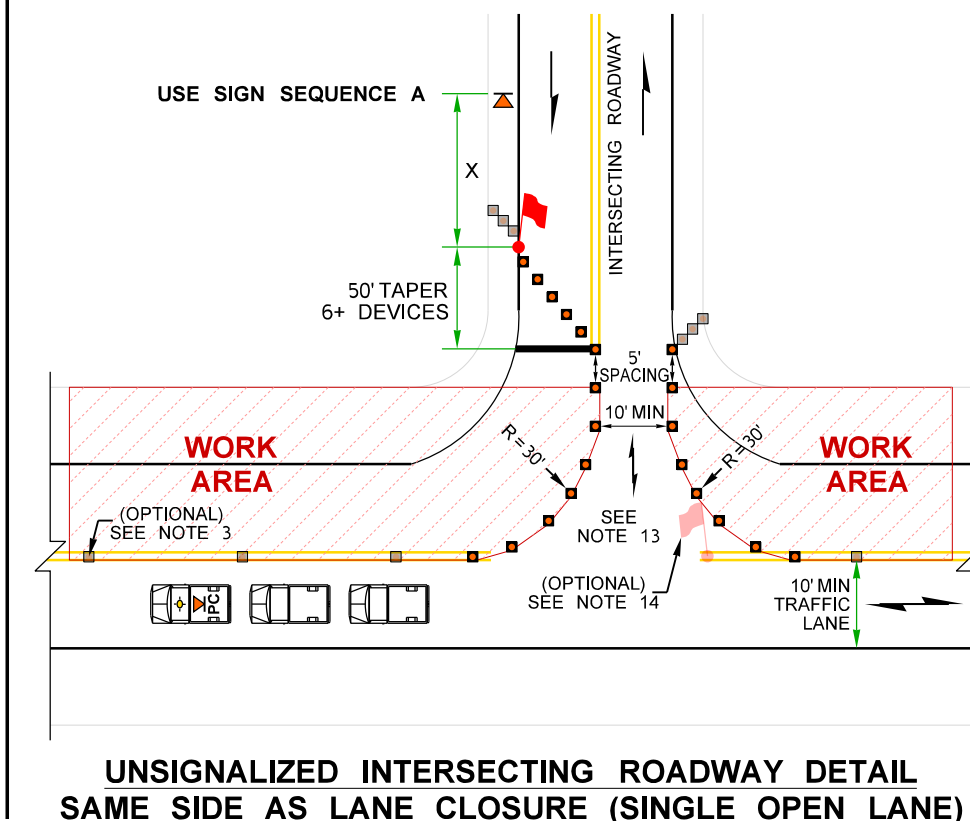 USE SIGN SEQUENCE A
X
INTERSECTING ROADWAY
50' TAPER
6+ DEVICES
5'
SPACING
10' MIN
WORK
AREA
R = 30'
R = 30'
WORK
AREA
(OPTIONAL)
SEE NOTE 3
SEE
NOTE 13
(OPTIONAL)
SEE NOTE 14
PC
10' MIN
TRAFFIC
LANE
UNSIGNALIZED INTERSECTING ROADWAY DETAIL
SAME SIDE AS LANE CLOSURE (SINGLE OPEN LANE)